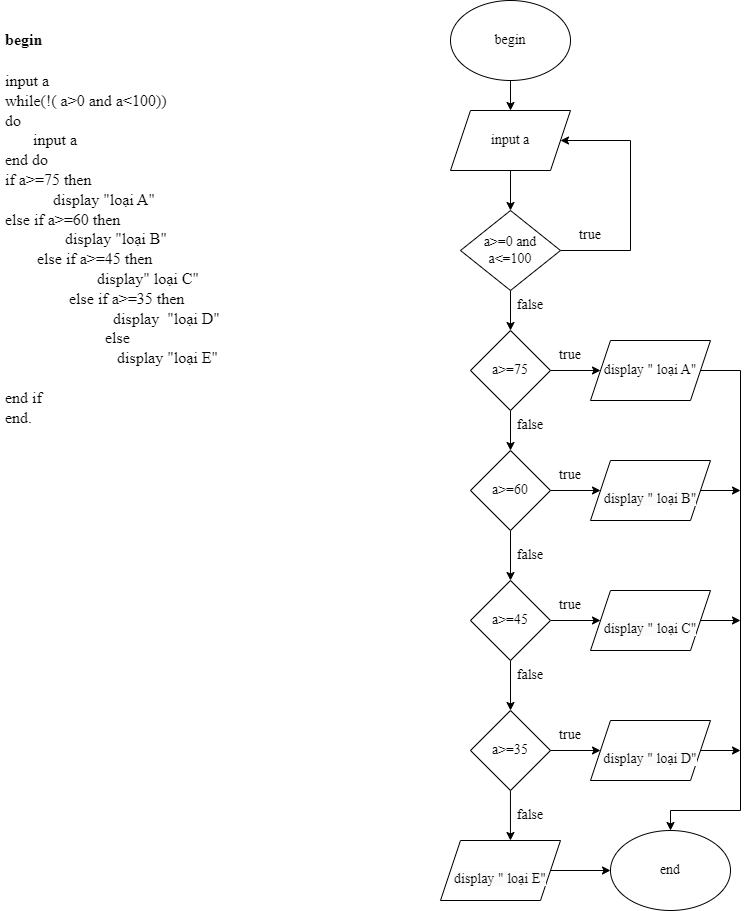 begin
input a
while(!( a>0 and a<100))
do
input a
end do
if a>=75 then
display "loại A"
else if a>=60 then
display "loại B"
else if a>=45 then
display" loại C"
else if a>=35 then
display  "loại D"
else
display "loại E"
end if
end.
begin
input a
a>=0 and
a<=100
true
false
a>=75
true
display " loại A"
false
a>=60
true
display " loại B"
false
a>=45
true
display " loại C"
false
a>=35
true
display " loại D"
false
display " loại E"
end